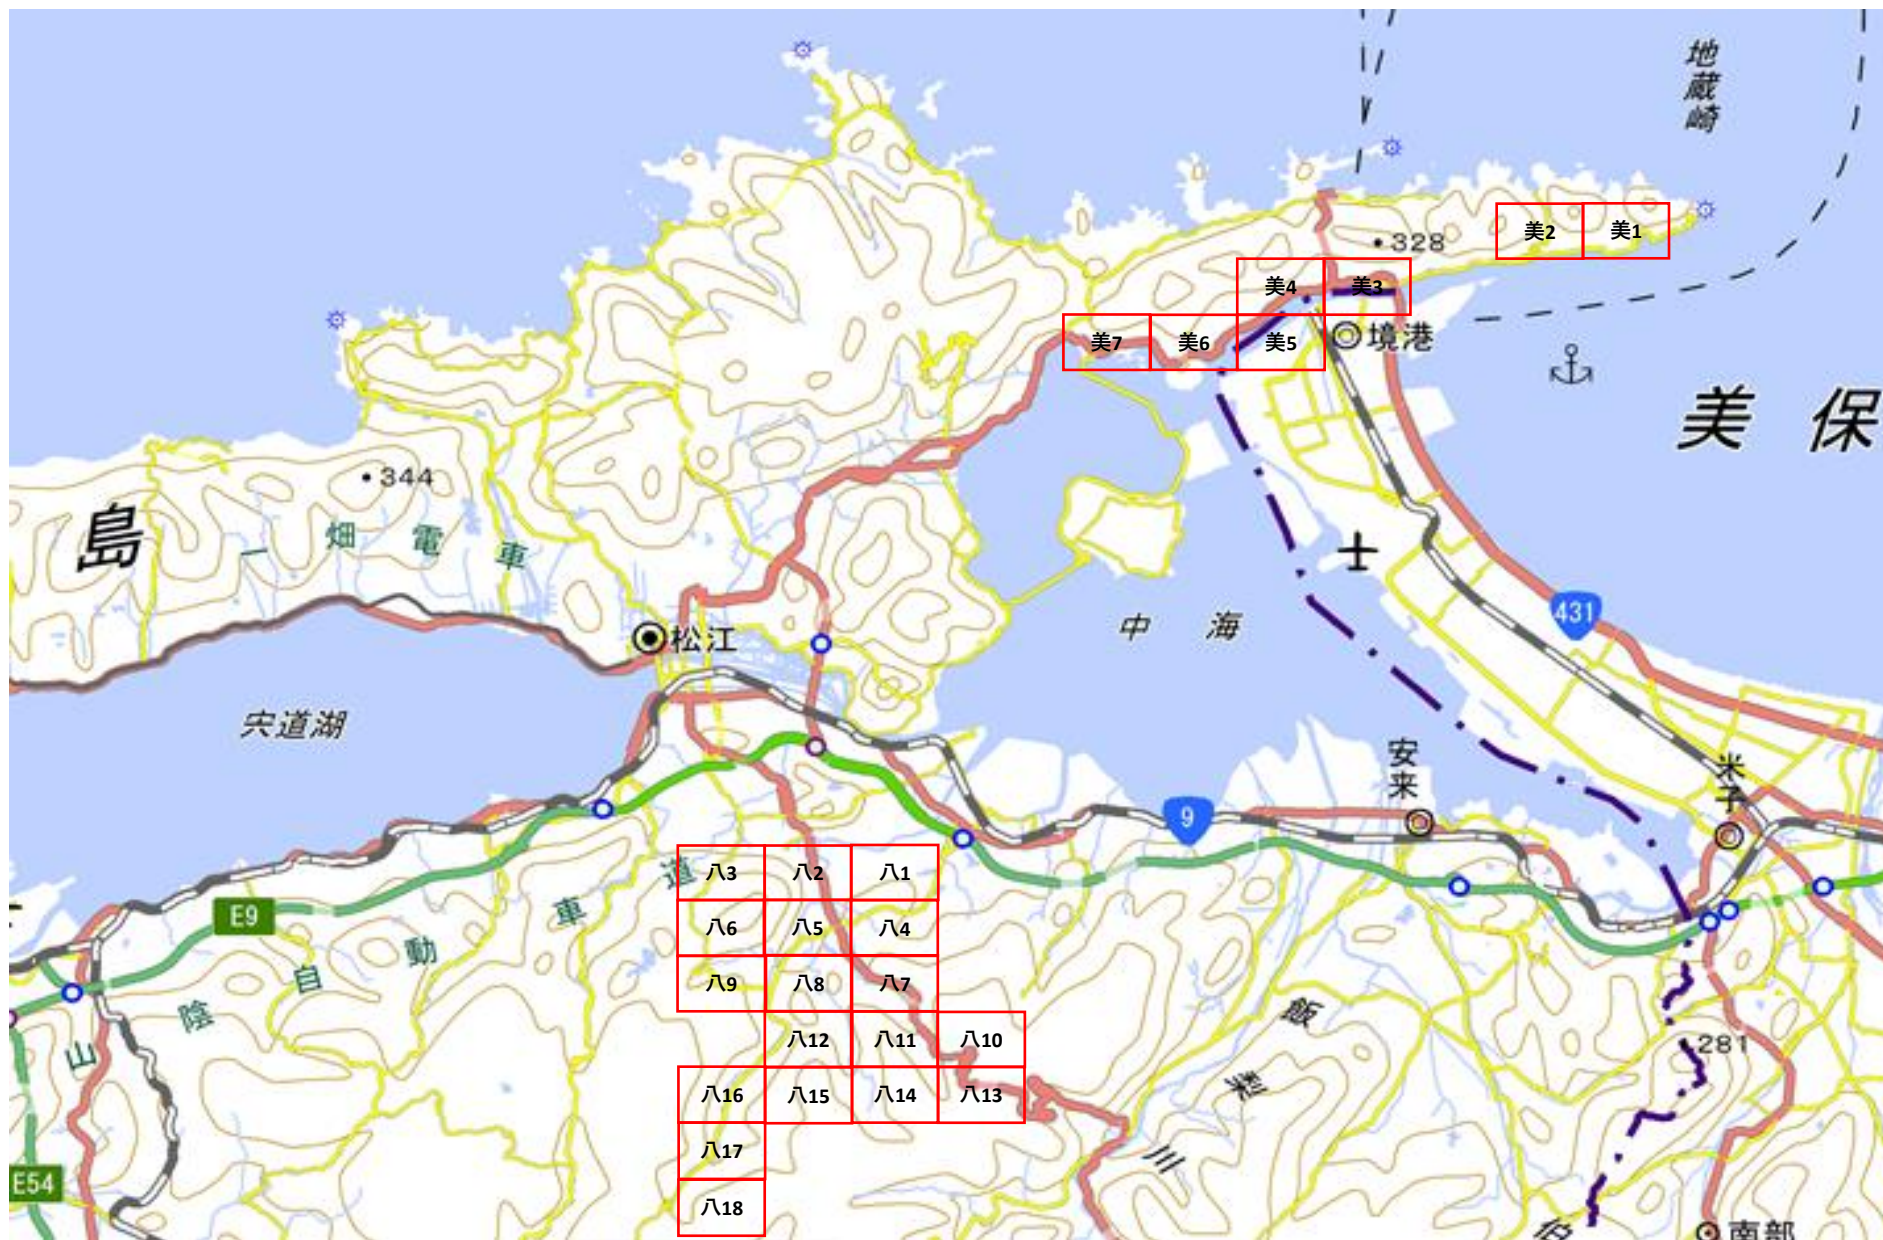 地蔵崎
美2
美1
328
美4
美3
美7
美6
美5
境港
美 保
344
島
一 畑 電 車
士
431
中 海
松江
宍道湖
安来
米子
9
八3
八2
八1
E9
八6
八5
八4
山 陰 自 動 車 道
八9
八8
八7
飯 梨 川
八12
八11
八10
281
八16
八15
八14
八13
八17
E54
八18
伯
南部